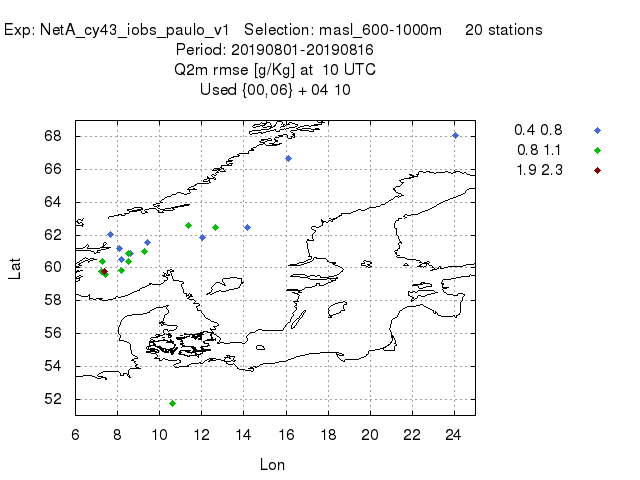 Exp: NetA_cy43_iobs_paulo_v1 Selection: masl_600-1000m 20 stations
Period: 20190801-20190816
Q2m rmse [g/Kg] at 10 UTC
Used {00,06} + 04 10
0.4 0.8
0.8 1.1
1.9 2.3
68
66
64
62
60
58
56
54
52
Lat
6 8 10 12 14 16 18 20 22 24
Lon